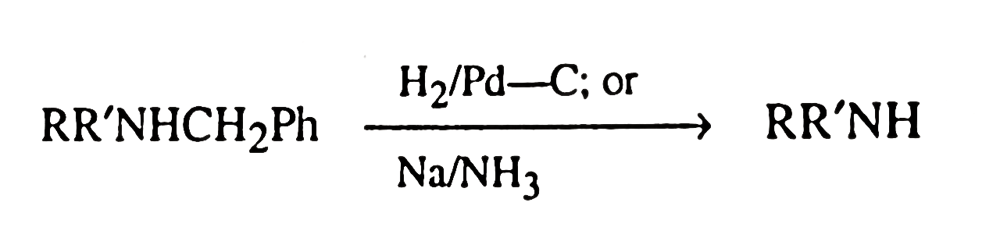 RR′NHCH₂Ph
H₂/Pd—C; or
Na/NH₃
RR′NH